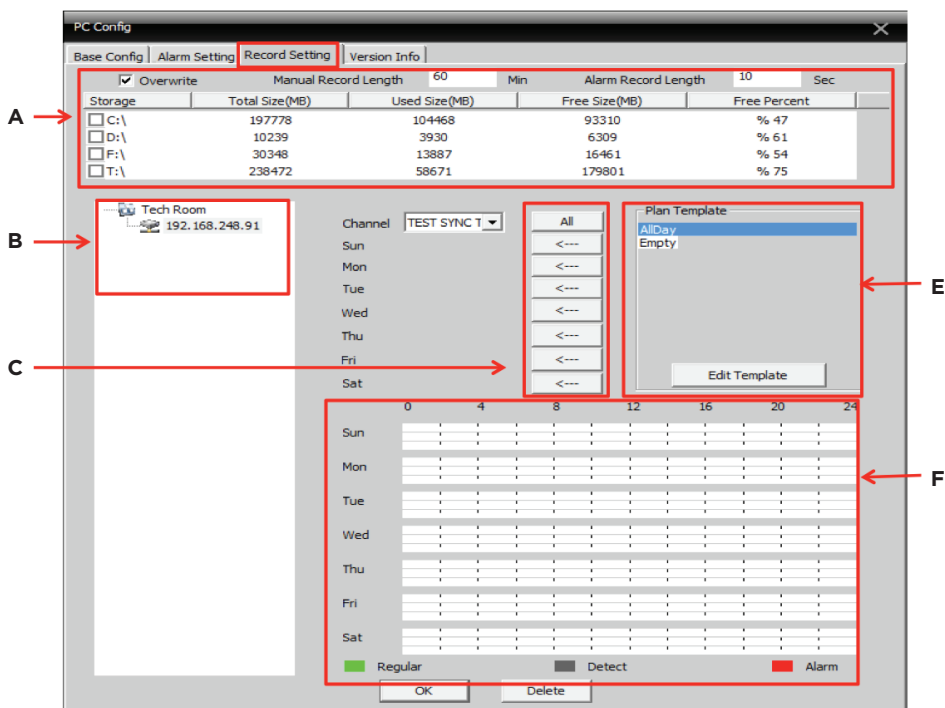 PC Config
Base Config Alarm Setting Record Setting Version Info
Overwrite Manual Record Length 60 Min Alarm Record Length 10 Sec
Storage Total Size(MB) Used Size(MB) Free Size(MB) Free Percent
A
C:\ 197778 104468 93310 % 47
D:\ 10239 3930 6309 % 61
F:\ 30348 13887 16461 % 54
T:\ 238472 58671 179801 % 75
Tech Room
192.168.248.91
B
Channel TEST SYNC T All
Sun <---
Mon <---
Tue <---
Wed <---
Thu <---
Fri <---
Sat <---
C
Plan Template
AllDay
Empty
E
Edit Template
0 4 8 12 16 20 24
Sun
Mon
F
Tue
Wed
Thu
Fri
Sat
Regular Detect Alarm
OK Delete